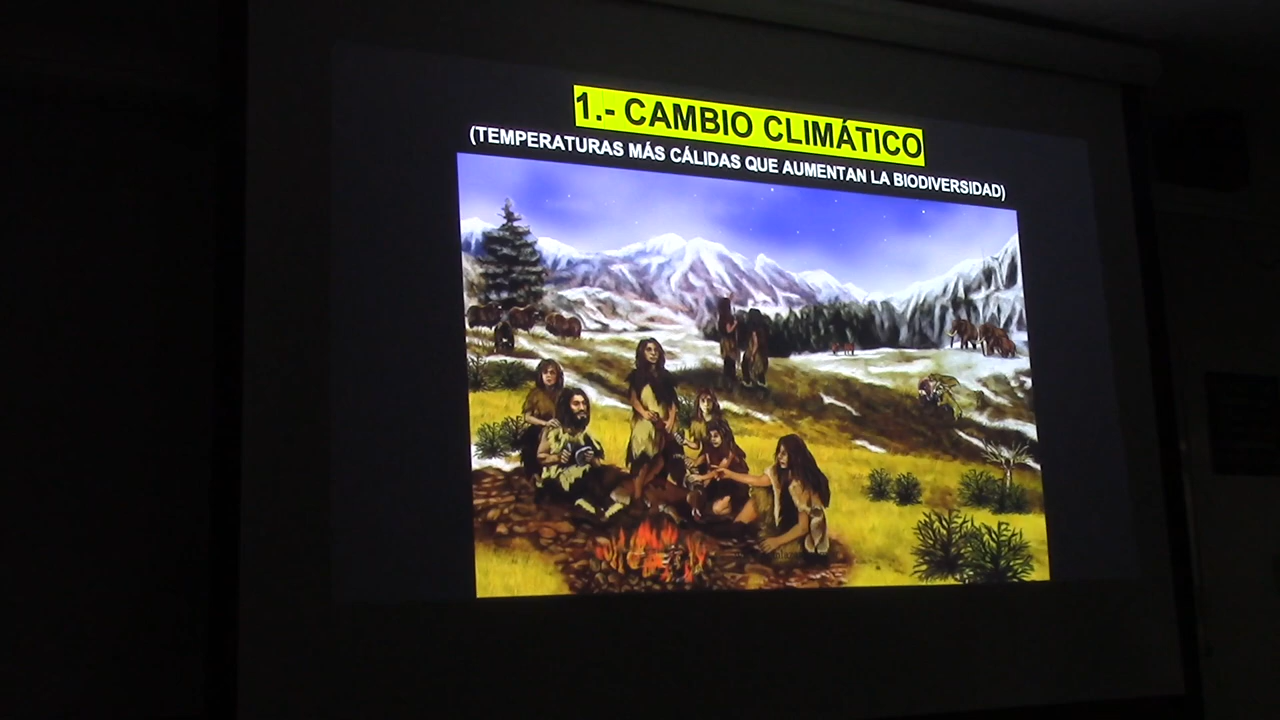 1.- CAMBIO CLIMÁTICO
(TEMPERATURAS MÁS CÁLIDAS QUE AUMENTAN LA BIODIVERSIDAD)